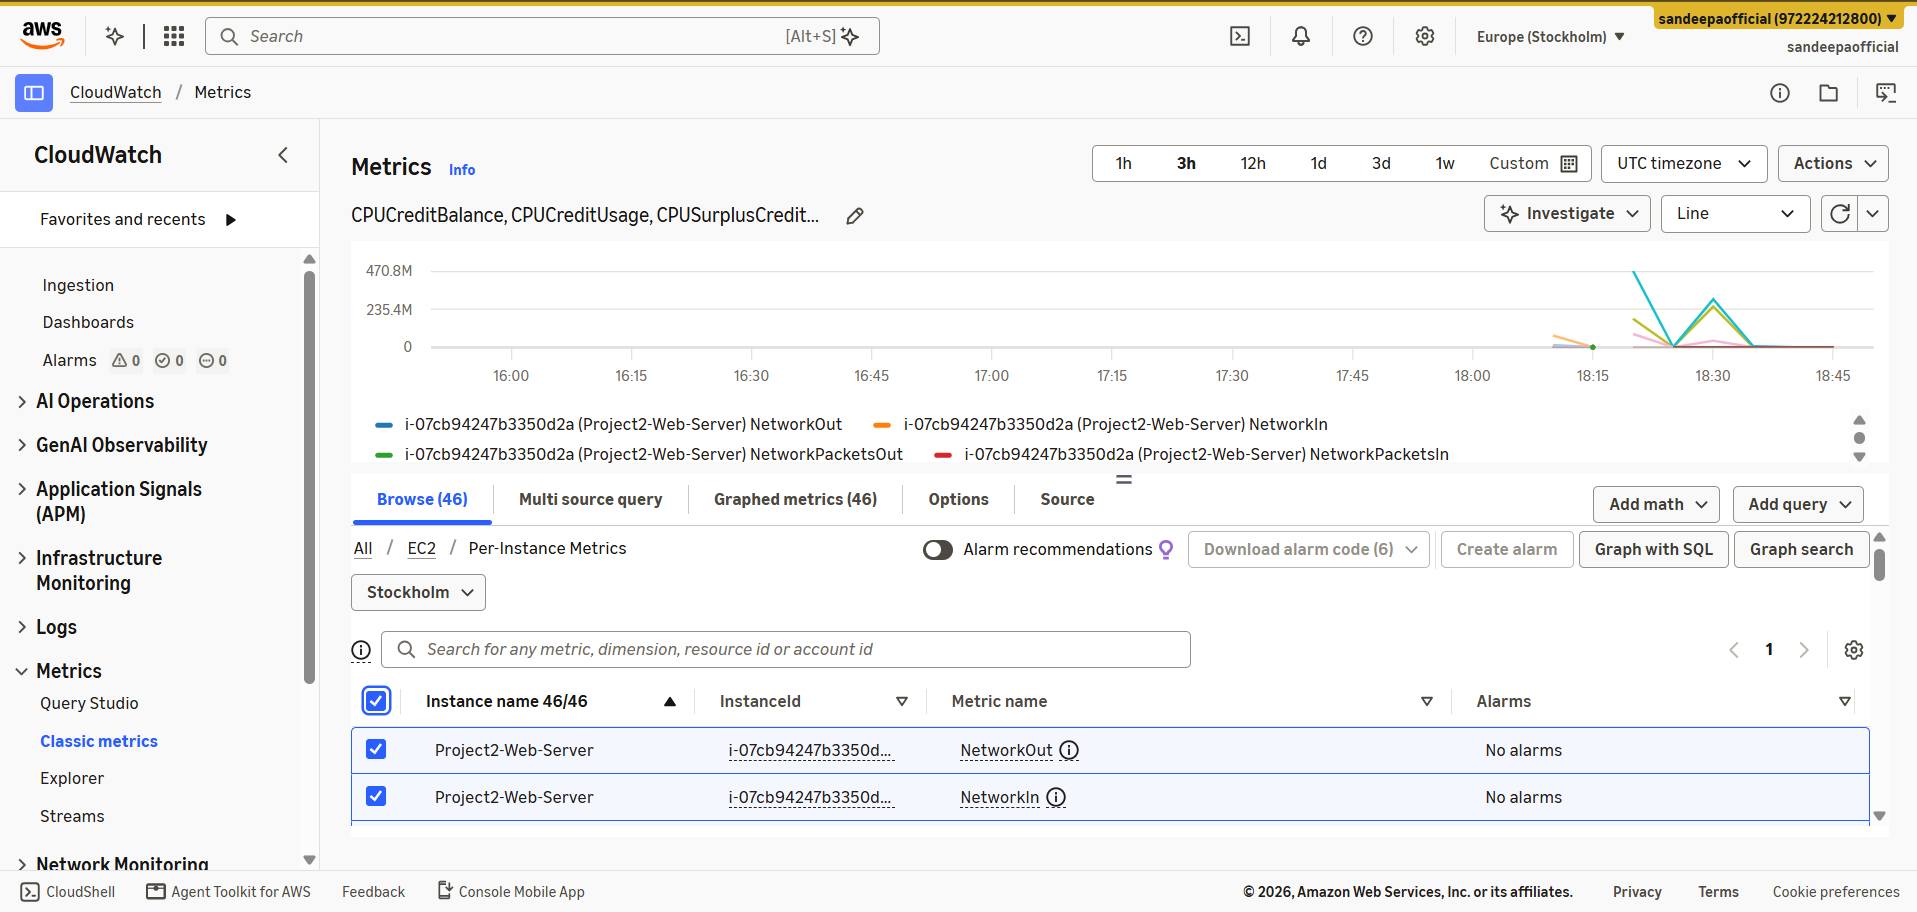 aws
Search [Alt+S]
Europe (Stockholm)
sandeepaofficial (972224212800)
sandeepaofficial
CloudWatch / Metrics
CloudWatch
Favorites and recents
Ingestion
Dashboards
Alarms 0 0 0
AI Operations
GenAI Observability
Application Signals
(APM)
Infrastructure
Monitoring
Logs
Metrics
Query Studio
Classic metrics
Explorer
Streams
Network Monitoring
Metrics Info
1h 3h 12h 1d 3d 1w Custom UTC timezone Actions
CPUCreditBalance, CPUCreditUsage, CPUSurplusCredit...
Investigate Line
470.8M
235.4M
0
16:00 16:15 16:30 16:45 17:00 17:15 17:30 17:45 18:00 18:15 18:30 18:45
i-07cb94247b3350d2a (Project2-Web-Server) NetworkOut i-07cb94247b3350d2a (Project2-Web-Server) NetworkIn
i-07cb94247b3350d2a (Project2-Web-Server) NetworkPacketsOut i-07cb94247b3350d2a (Project2-Web-Server) NetworkPacketsIn
Browse (46) Multi source query Graphed metrics (46) Options Source Add math Add query
All / EC2 / Per-Instance Metrics Alarm recommendations Download alarm code (6) Create alarm Graph with SQL Graph search
Stockholm
Search for any metric, dimension, resource id or account id 1
Instance name 46/46 InstanceId Metric name Alarms
Project2-Web-Server i-07cb94247b3350d... NetworkOut No alarms
Project2-Web-Server i-07cb94247b3350d... NetworkIn No alarms
CloudShell Agent Toolkit for AWS Feedback Console Mobile App © 2026, Amazon Web Services, Inc. or its affiliates. Privacy Terms Cookie preferences